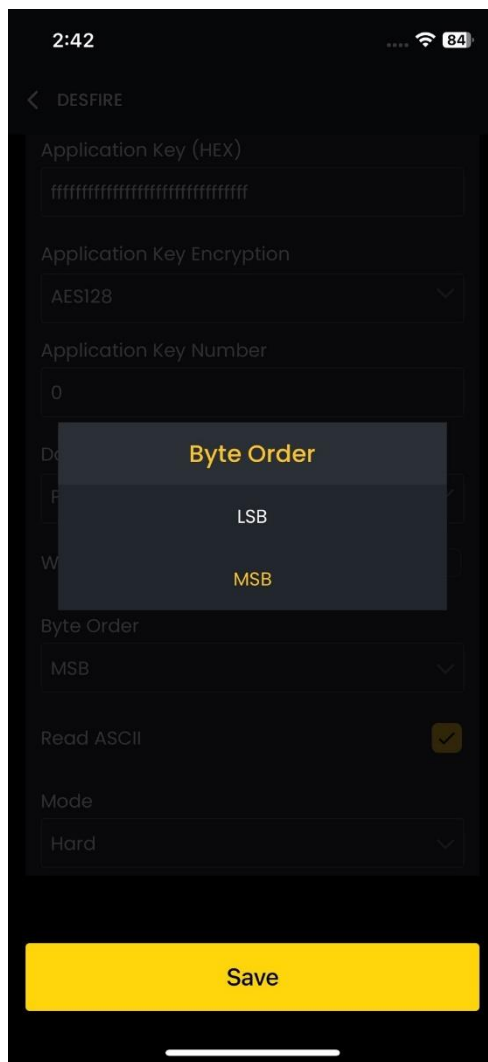 2:42
84
DESFIRE
Application Key (HEX)
ffffffffffffffffffffffffffffffff
Application Key Encryption
AES128
Application Key Number
0
Byte Order
LSB
MSB
Byte Order
MSB
Read ASCII
Mode
Hard
Save